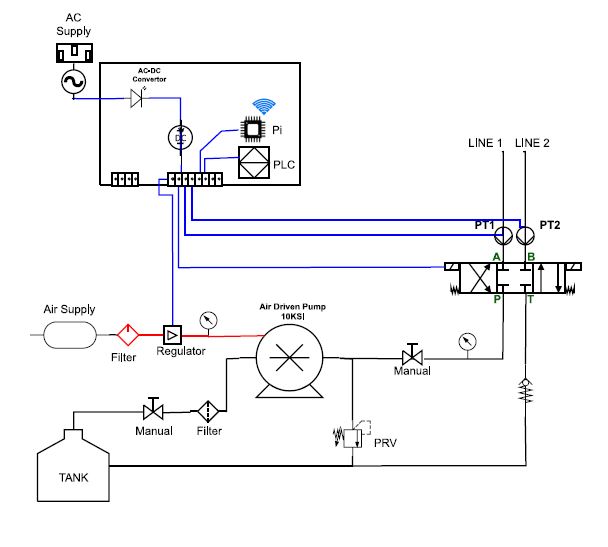 AC
Supply
AC-DC
Convertor
DC
Pi
PLC
LINE 1
LINE 2
PT1
PT2
A
B
P
T
Air Supply
Filter
Regulator
Air Driven Pump
10KSI
Manual
Manual
Filter
PRV
TANK